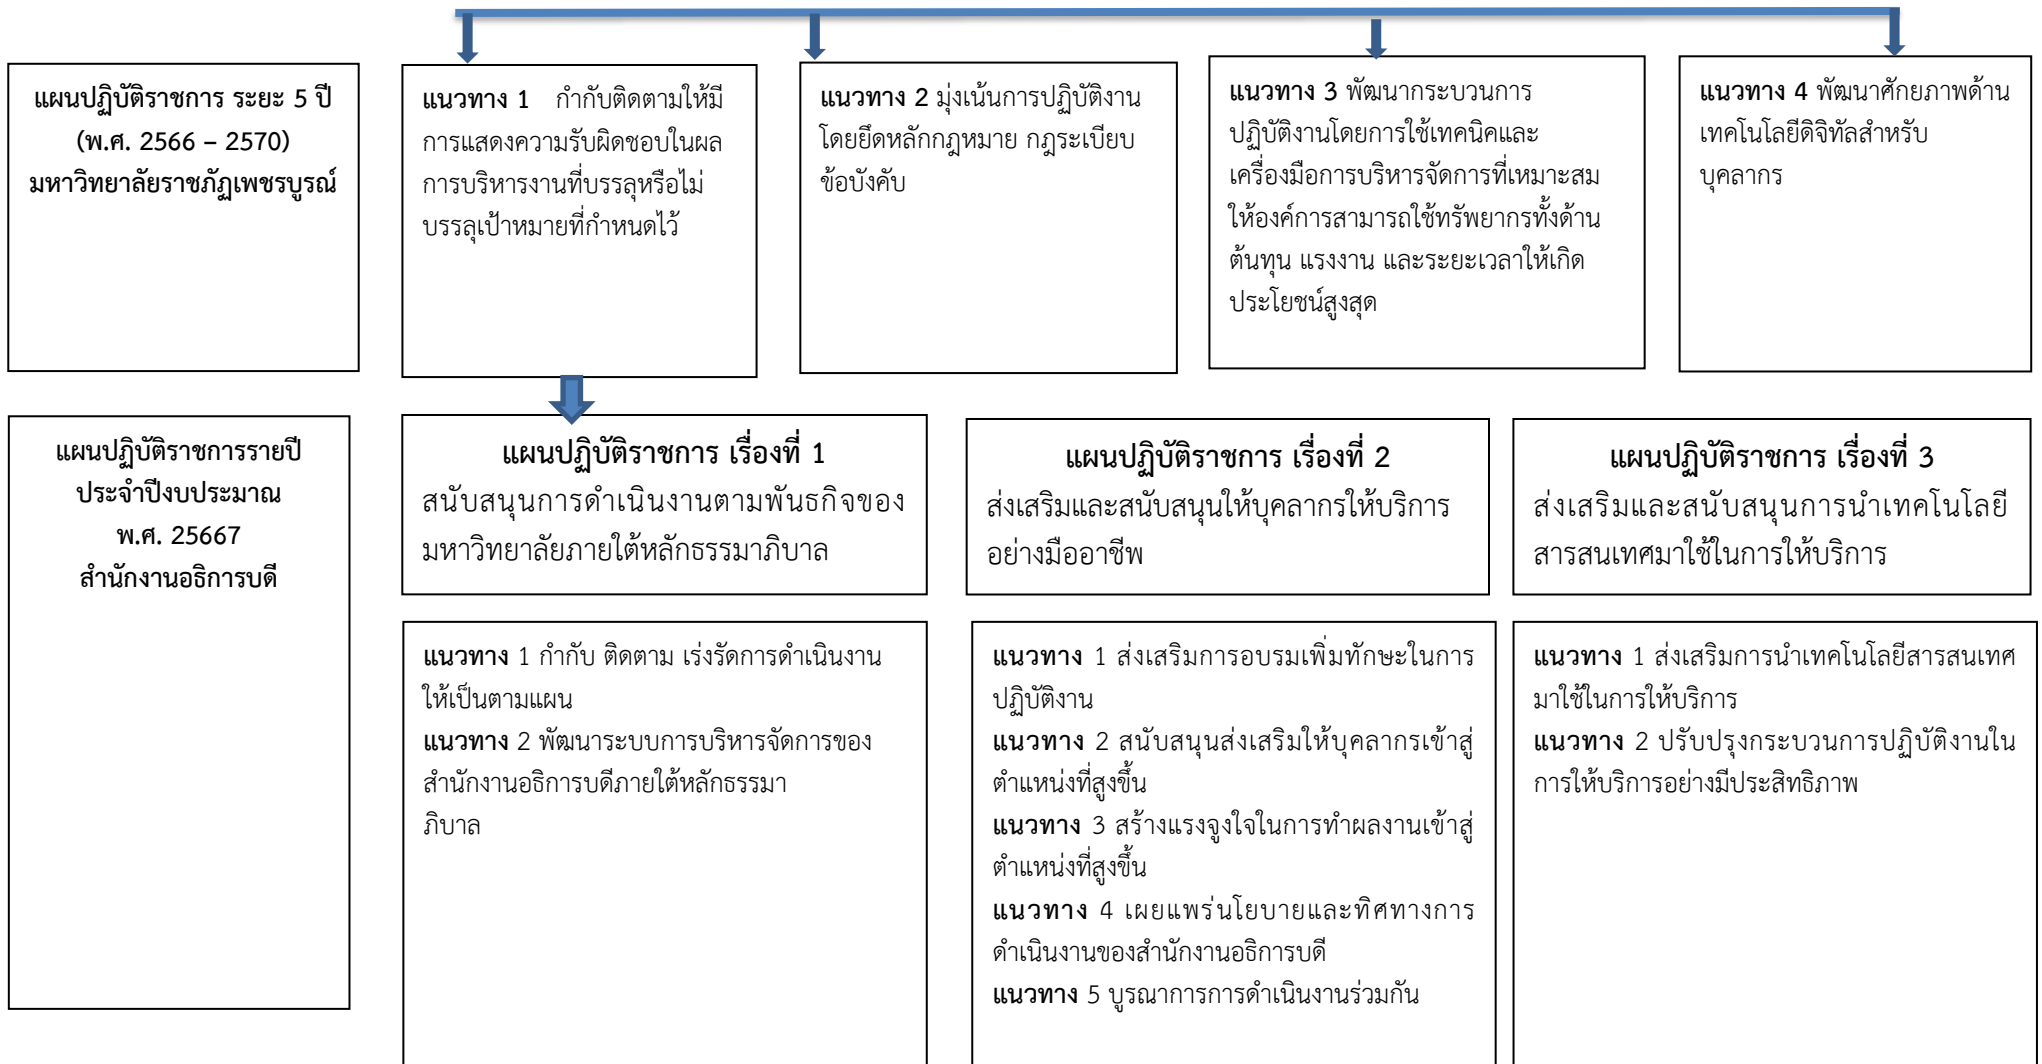 แผนปฏิบัติราชการ ระยะ 5 ปี
(พ.ศ. 2566 – 2570)
มหาวิทยาลัยราชภัฏเพชรบูรณ์
แนวทาง 1 กำกับติดตามให้มี
การแสดงความรับผิดชอบในผล
การบริหารงานที่บรรลุหรือไม่
บรรลุเป้าหมายที่กำหนดไว้
แนวทาง 2 มุ่งเน้นการปฏิบัติงาน
โดยยึดหลักกฎหมาย กฎระเบียบ
ข้อบังคับ
แนวทาง 3 พัฒนากระบวนการ
ปฏิบัติงานโดยการใช้เทคนิคและ
เครื่องมือการบริหารจัดการที่เหมาะสม
ให้องค์การสามารถใช้ทรัพยากรทั้งด้าน
ต้นทุน แรงงาน และระยะเวลาให้เกิด
ประโยชน์สูงสุด
แนวทาง 4 พัฒนาศักยภาพด้าน
เทคโนโลยีดิจิทัลสำหรับ
บุคลากร
แผนปฏิบัติราชการรายปี
ประจำปีงบประมาณ
พ.ศ. 25667
สำนักงานอธิการบดี
แผนปฏิบัติราชการ เรื่องที่ 1
สนับสนุนการดำเนินงานตามพันธกิจของ
มหาวิทยาลัยภายใต้หลักธรรมาภิบาล
แผนปฏิบัติราชการ เรื่องที่ 2
ส่งเสริมและสนับสนุนให้บุคลากรให้บริการ
อย่างมืออาชีพ
แผนปฏิบัติราชการ เรื่องที่ 3
ส่งเสริมและสนับสนุนการนำเทคโนโลยี
สารสนเทศมาใช้ในการให้บริการ
แนวทาง 1 กำกับ ติดตาม เร่งรัดการดำเนินงาน
ให้เป็นตามแผน
แนวทาง 2 พัฒนาระบบการบริหารจัดการของ
สำนักงานอธิการบดีภายใต้หลักธรรมา
ภิบาล
แนวทาง 1 ส่งเสริมการอบรมเพิ่มทักษะในการ
ปฏิบัติงาน
แนวทาง 2 สนับสนุนส่งเสริมให้บุคลากรเข้าสู่
ตำแหน่งที่สูงขึ้น
แนวทาง 3 สร้างแรงจูงใจในการทำผลงานเข้าสู่
ตำแหน่งที่สูงขึ้น
แนวทาง 4 เผยแพร่นโยบายและทิศทางการ
ดำเนินงานของสำนักงานอธิการบดี
แนวทาง 5 บูรณาการการดำเนินงานร่วมกัน
แนวทาง 1 ส่งเสริมการนำเทคโนโลยีสารสนเทศ
มาใช้ในการให้บริการ
แนวทาง 2 ปรับปรุงกระบวนการปฏิบัติงานใน
การให้บริการอย่างมีประสิทธิภาพ